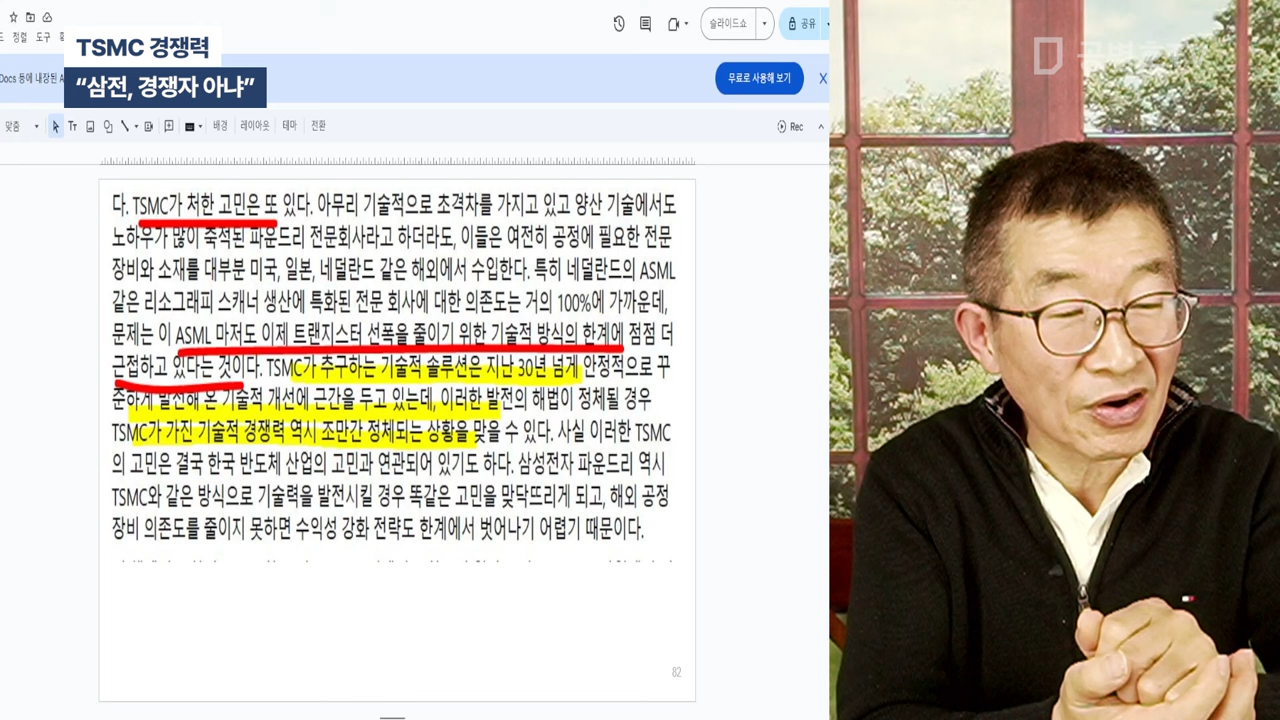 정렬 도구
TSMC 경쟁력
“삼전, 경쟁자 아냐”
Docs 등에 내장된
슬라이드쇼
공유
무료로 사용해 보기
X
맞춤
배경 레이아웃 테마 전환
Rec
다. TSMC가 처한 고민은 또 있다. 아무리 기술적으로 초격차를 가지고 있고 양산 기술에서도
노하우가 많이 축적된 파운드리 전문회사라고 하더라도, 이들은 여전히 공정에 필요한 전문
장비와 소재를 대부분 미국, 일본, 네덜란드 같은 해외에서 수입한다. 특히 네덜란드의 ASML
같은 리소그래피 스캐너 생산에 특화된 전문 회사에 대한 의존도는 거의 100%에 가까운데,
문제는 이 ASML 마저도 이제 트랜지스터 선폭을 줄이기 위한 기술적 방식의 한계에 점점 더
근접하고 있다는 것이다. TSMC가 추구하는 기술적 솔루션은 지난 30년 넘게 안정적으로 꾸
준하게 발전해 온 기술적 개선에 근간을 두고 있는데, 이러한 발전의 해법이 정체될 경우
TSMC가 가진 기술적 경쟁력 역시 조만간 정체되는 상황을 맞을 수 있다. 사실 이러한 TSMC
의 고민은 결국 한국 반도체 산업의 고민과 연관되어 있기도 하다. 삼성전자 파운드리 역시
TSMC와 같은 방식으로 기술력을 발전시킬 경우 똑같은 고민을 맞닥뜨리게 되고, 해외 공정
장비 의존도를 줄이지 못하면 수익성 강화 전략도 한계에서 벗어나기 어렵기 때문이다.
82